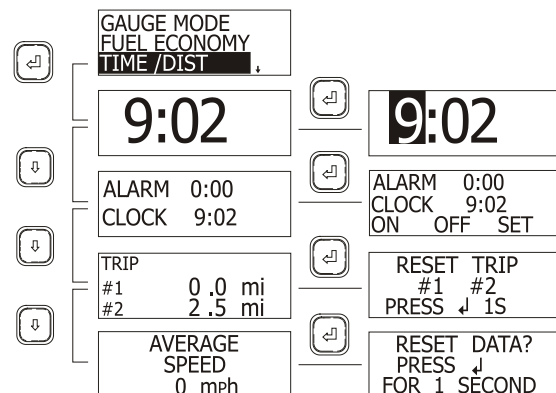 GAUGE MODE
FUEL ECONOMY
TIME /DIST
9:02
9:02
ALARM 0:00
CLOCK 9:02
ALARM 0:00
CLOCK 9:02
ON OFF SET
TRIP
#1 0.0 mi
#2 2.5 mi
RESET TRIP
#1 #2
PRESS ↲ 1S
AVERAGE
SPEED
0 mph
RESET DATA?
PRESS ↲
FOR 1 SECOND